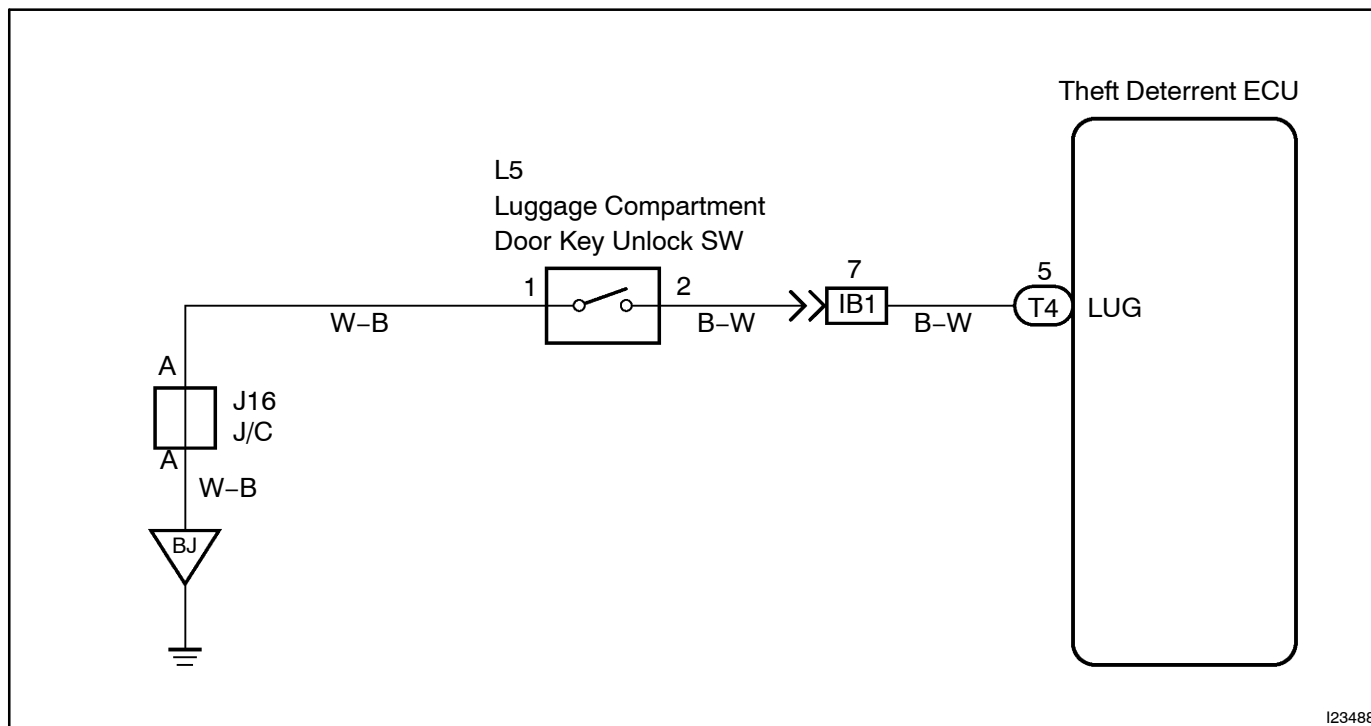 Theft Deterrent ECU
L5
Luggage Compartment
Door Key Unlock SW
1
2
7
5
W–B
B–W
IB1
B–W
T4
LUG
A
J16
J/C
A
W–B
BJ
I23488